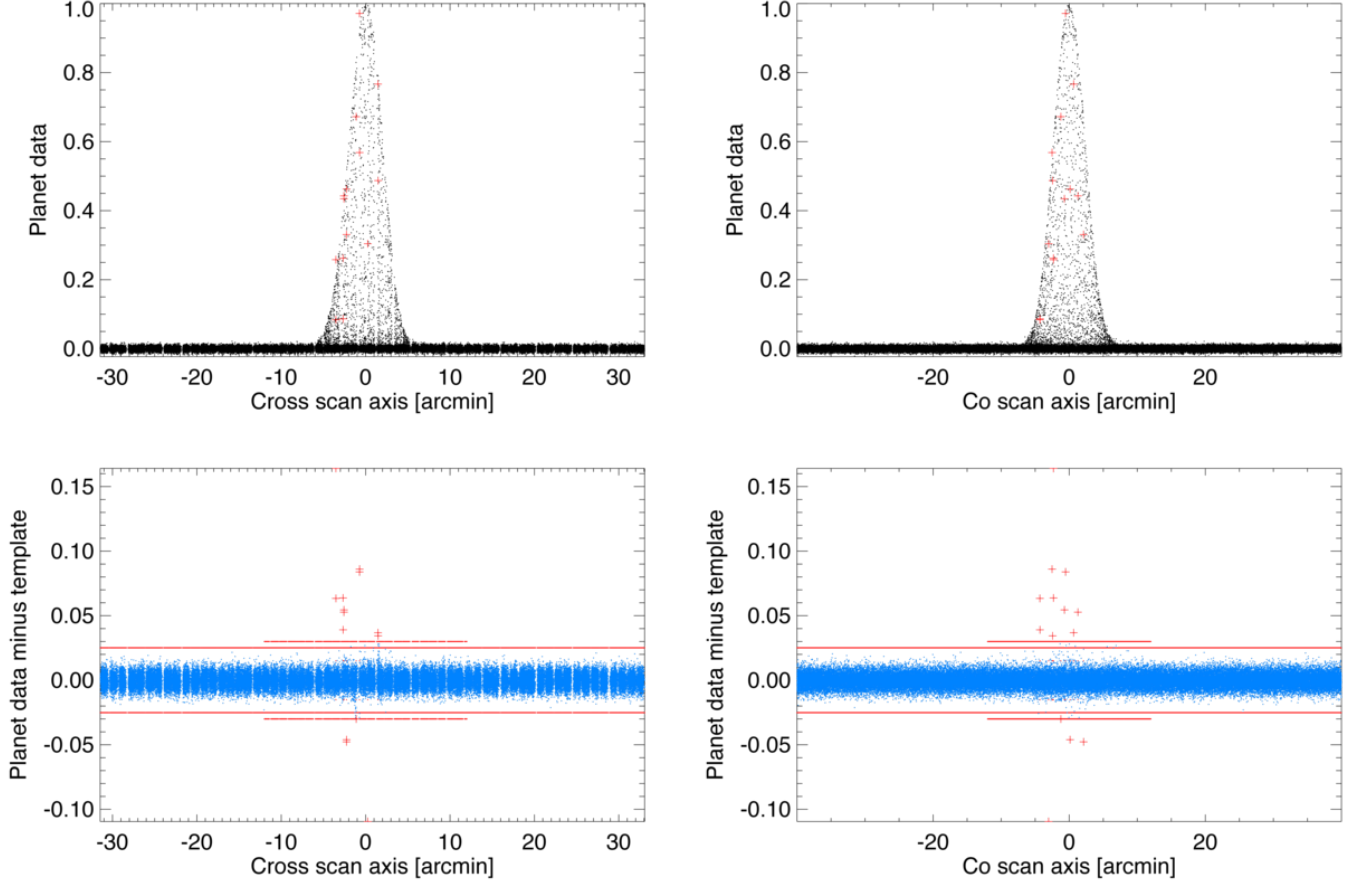 1.0
0.8
0.6
0.4
0.2
0.0
Planet data
-30 -20 -10 0 10 20 30
Cross scan axis [arcmin]
1.0
0.8
0.6
0.4
0.2
0.0
Planet data
-20 0 20
Co scan axis [arcmin]
0.15
0.10
0.05
0.00
-0.05
-0.10
Planet data minus template
-30 -20 -10 0 10 20 30
Cross scan axis [arcmin]
0.15
0.10
0.05
0.00
-0.05
-0.10
Planet data minus template
-20 0 20
Co scan axis [arcmin]